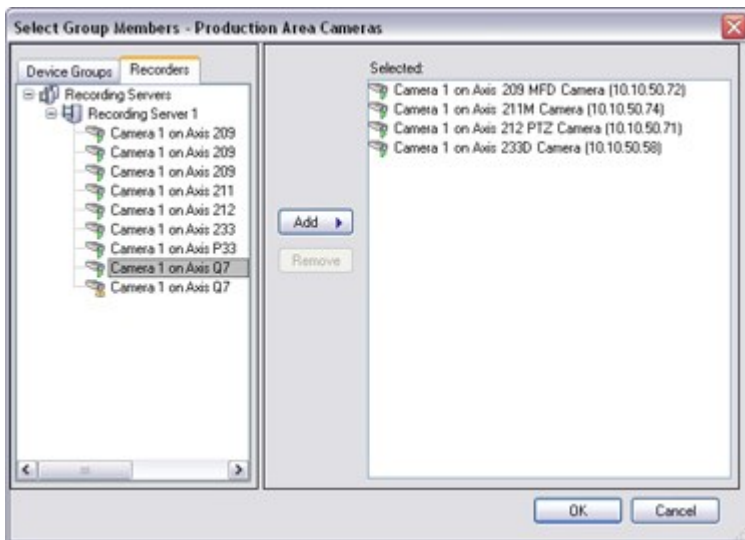 Select Group Members - Production Area Cameras
Device Groups
Recorders
Recording Servers
Recording Server 1
Camera 1 on Axis 209
Camera 1 on Axis 209
Camera 1 on Axis 209
Camera 1 on Axis 211
Camera 1 on Axis 212
Camera 1 on Axis 233
Camera 1 on Axis P33
Camera 1 on Axis Q7
Camera 1 on Axis Q7
Add
Remove
Selected:
Camera 1 on Axis 209 MFD Camera (10.10.50.72)
Camera 1 on Axis 211M Camera (10.10.50.74)
Camera 1 on Axis 212 PTZ Camera (10.10.50.71)
Camera 1 on Axis 233D Camera (10.10.50.58)
OK
Cancel